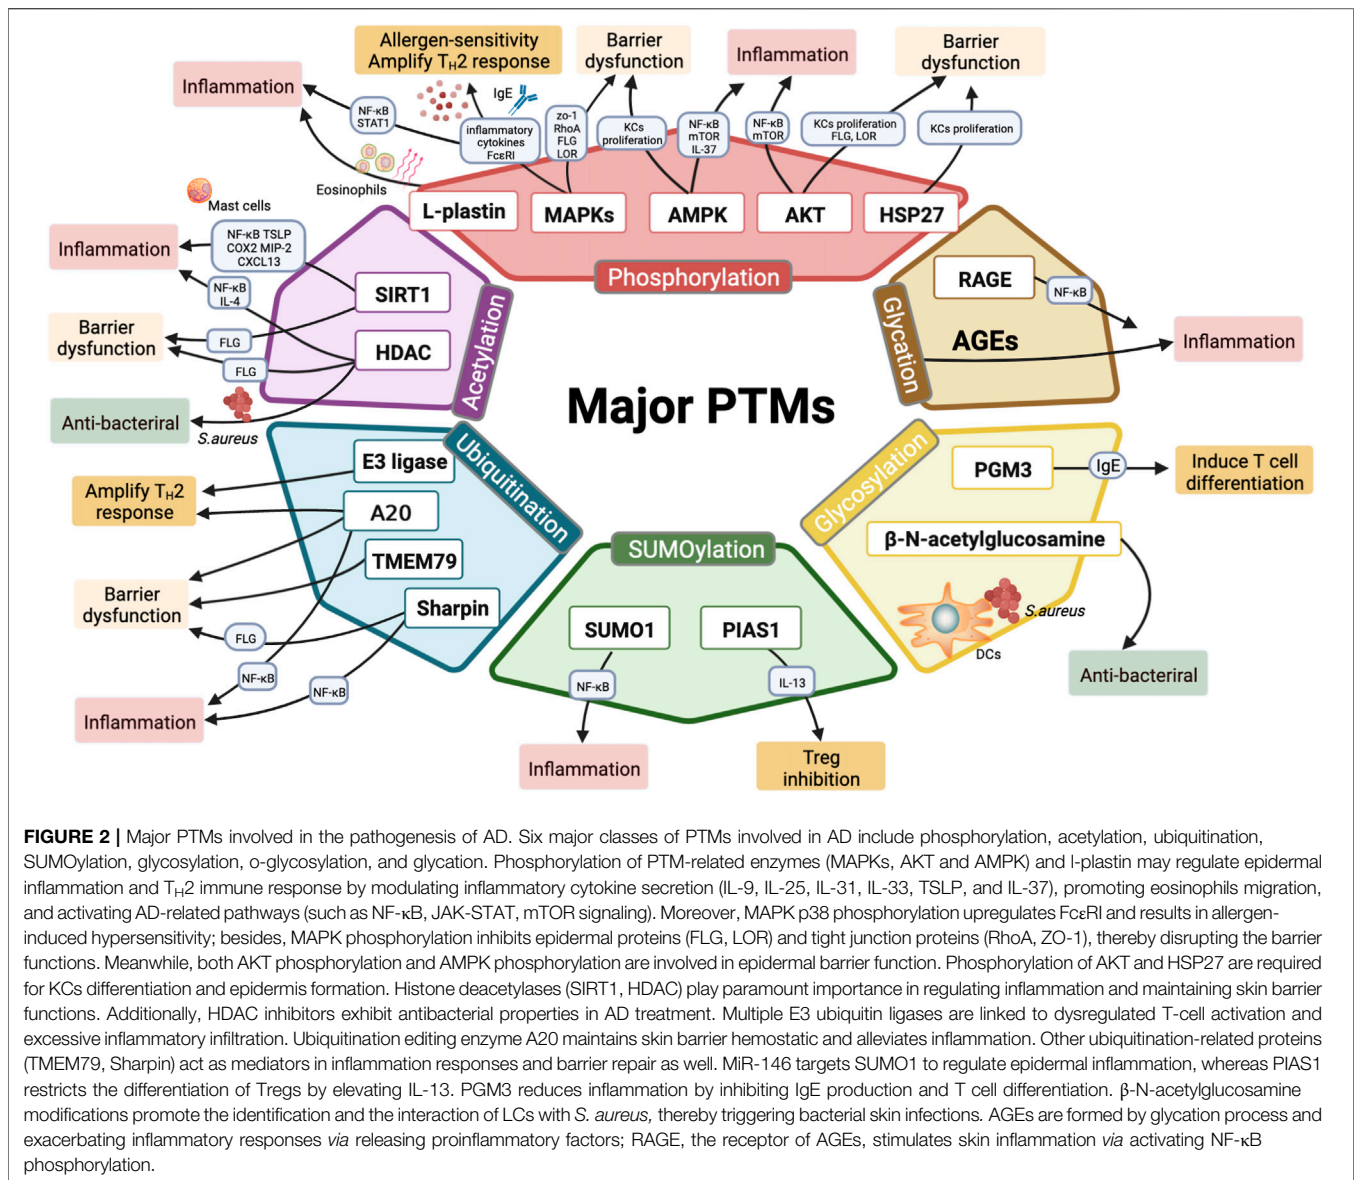 Allergen-sensitivity
Amplify TH2 response
Barrier
dysfunction
Inflammation
Barrier
dysfunction
Inflammation
NF-κB
STAT1
IgE
inflammatory
cytokines
FcεRI
zo-1
RhoA
FLG
LOR
KCs
proliferation
NF-κB
mTOR
IL-37
NF-κB
mTOR
KCs proliferation
FLG, LOR
KCs proliferation
Eosinophils
L-plastin
MAPKs
AMPK
AKT
HSP27
Phosphorylation
Mast cells
Inflammation
NF-κB TSLP
COX2 MIP-2
CXCL13
NF-κB
IL-4
Barrier
dysfunction
FLG
FLG
Anti-bacteriral
S.aureus
SIRT1
HDAC
Acetylation
RAGE
NF-κB
AGEs
Glycation
Inflammation
Major PTMs
Ubiquitination
E3 ligase
A20
TMEM79
Sharpin
Amplify TH2
response
Barrier
dysfunction
FLG
NF-κB
NF-κB
Inflammation
SUMOylation
SUMO1
PIAS1
NF-κB
IL-13
Inflammation
Treg
inhibition
Glycosylation
PGM3
IgE
Induce T cell
differentiation
β-N-acetylglucosamine
S.aureus
DCs
Anti-bacteriral
FIGURE 2 | Major PTMs involved in the pathogenesis of AD. Six major classes of PTMs involved in AD include phosphorylation, acetylation, ubiquitination,
SUMOylation, glycosylation, o-glycosylation, and glycation. Phosphorylation of PTM-related enzymes (MAPKs, AKT and AMPK) and l-plastin may regulate epidermal
inflammation and TH2 immune response by modulating inflammatory cytokine secretion (IL-9, IL-25, IL-31, IL-33, TSLP, and IL-37), promoting eosinophils migration,
and activating AD-related pathways (such as NF-κB, JAK-STAT, mTOR signaling). Moreover, MAPK p38 phosphorylation upregulates FcεRI and results in allergen-
induced hypersensitivity; besides, MAPK phosphorylation inhibits epidermal proteins (FLG, LOR) and tight junction proteins (RhoA, ZO-1), thereby disrupting the barrier
functions. Meanwhile, both AKT phosphorylation and AMPK phosphorylation are involved in epidermal barrier function. Phosphorylation of AKT and HSP27 are required
for KCs differentiation and epidermis formation. Histone deacetylases (SIRT1, HDAC) play paramount importance in regulating inflammation and maintaining skin barrier
functions. Additionally, HDAC inhibitors exhibit antibacterial properties in AD treatment. Multiple E3 ubiquitin ligases are linked to dysregulated T-cell activation and
excessive inflammatory infiltration. Ubiquitination editing enzyme A20 maintains skin barrier hemostatic and alleviates inflammation. Other ubiquitination-related proteins
(TMEM79, Sharpin) act as mediators in inflammation responses and barrier repair as well. MiR-146 targets SUMO1 to regulate epidermal inflammation, whereas PIAS1
restricts the differentiation of Tregs by elevating IL-13. PGM3 reduces inflammation by inhibiting IgE production and T cell differentiation. β-N-acetylglucosamine
modifications promote the identification and the interaction of LCs with S. aureus, thereby triggering bacterial skin infections. AGEs are formed by glycation process and
exacerbating inflammatory responses via releasing proinflammatory factors; RAGE, the receptor of AGEs, stimulates skin inflammation via activating NF-κB
phosphorylation.